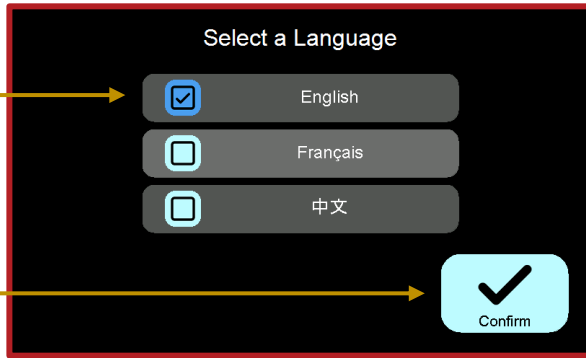 Select a Language
English
Français
中文
Confirm